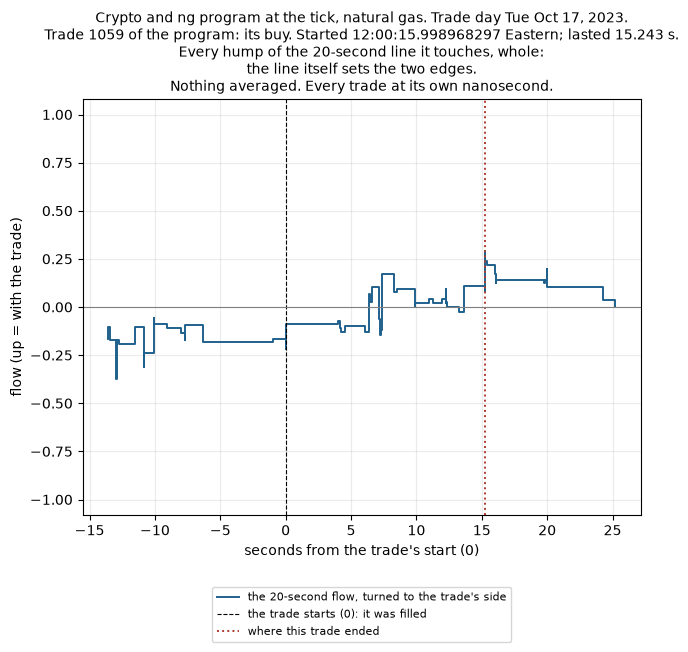 Crypto and ng program at the tick, natural gas. Trade day Tue Oct 17, 2023.
Trade 1059 of the program: its buy. Started 12:00:15.998968297 Eastern; lasted 15.243 s.
Every hump of the 20-second line it touches, whole:
the line itself sets the two edges.
Nothing averaged. Every trade at its own nanosecond.
1.00
0.75
0.50
0.25
0.00
−0.25
−0.50
−0.75
−1.00
flow (up = with the trade)
−15
−10
−5
0
5
10
15
20
25
seconds from the trade's start (0)
the 20-second flow, turned to the trade's side
the trade starts (0): it was filled
where this trade ended